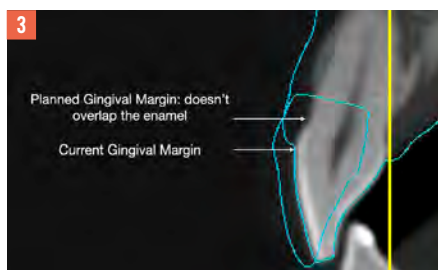 3
Planned Gingival Margin: doesn't
overlap the enamel
Current Gingival Margin